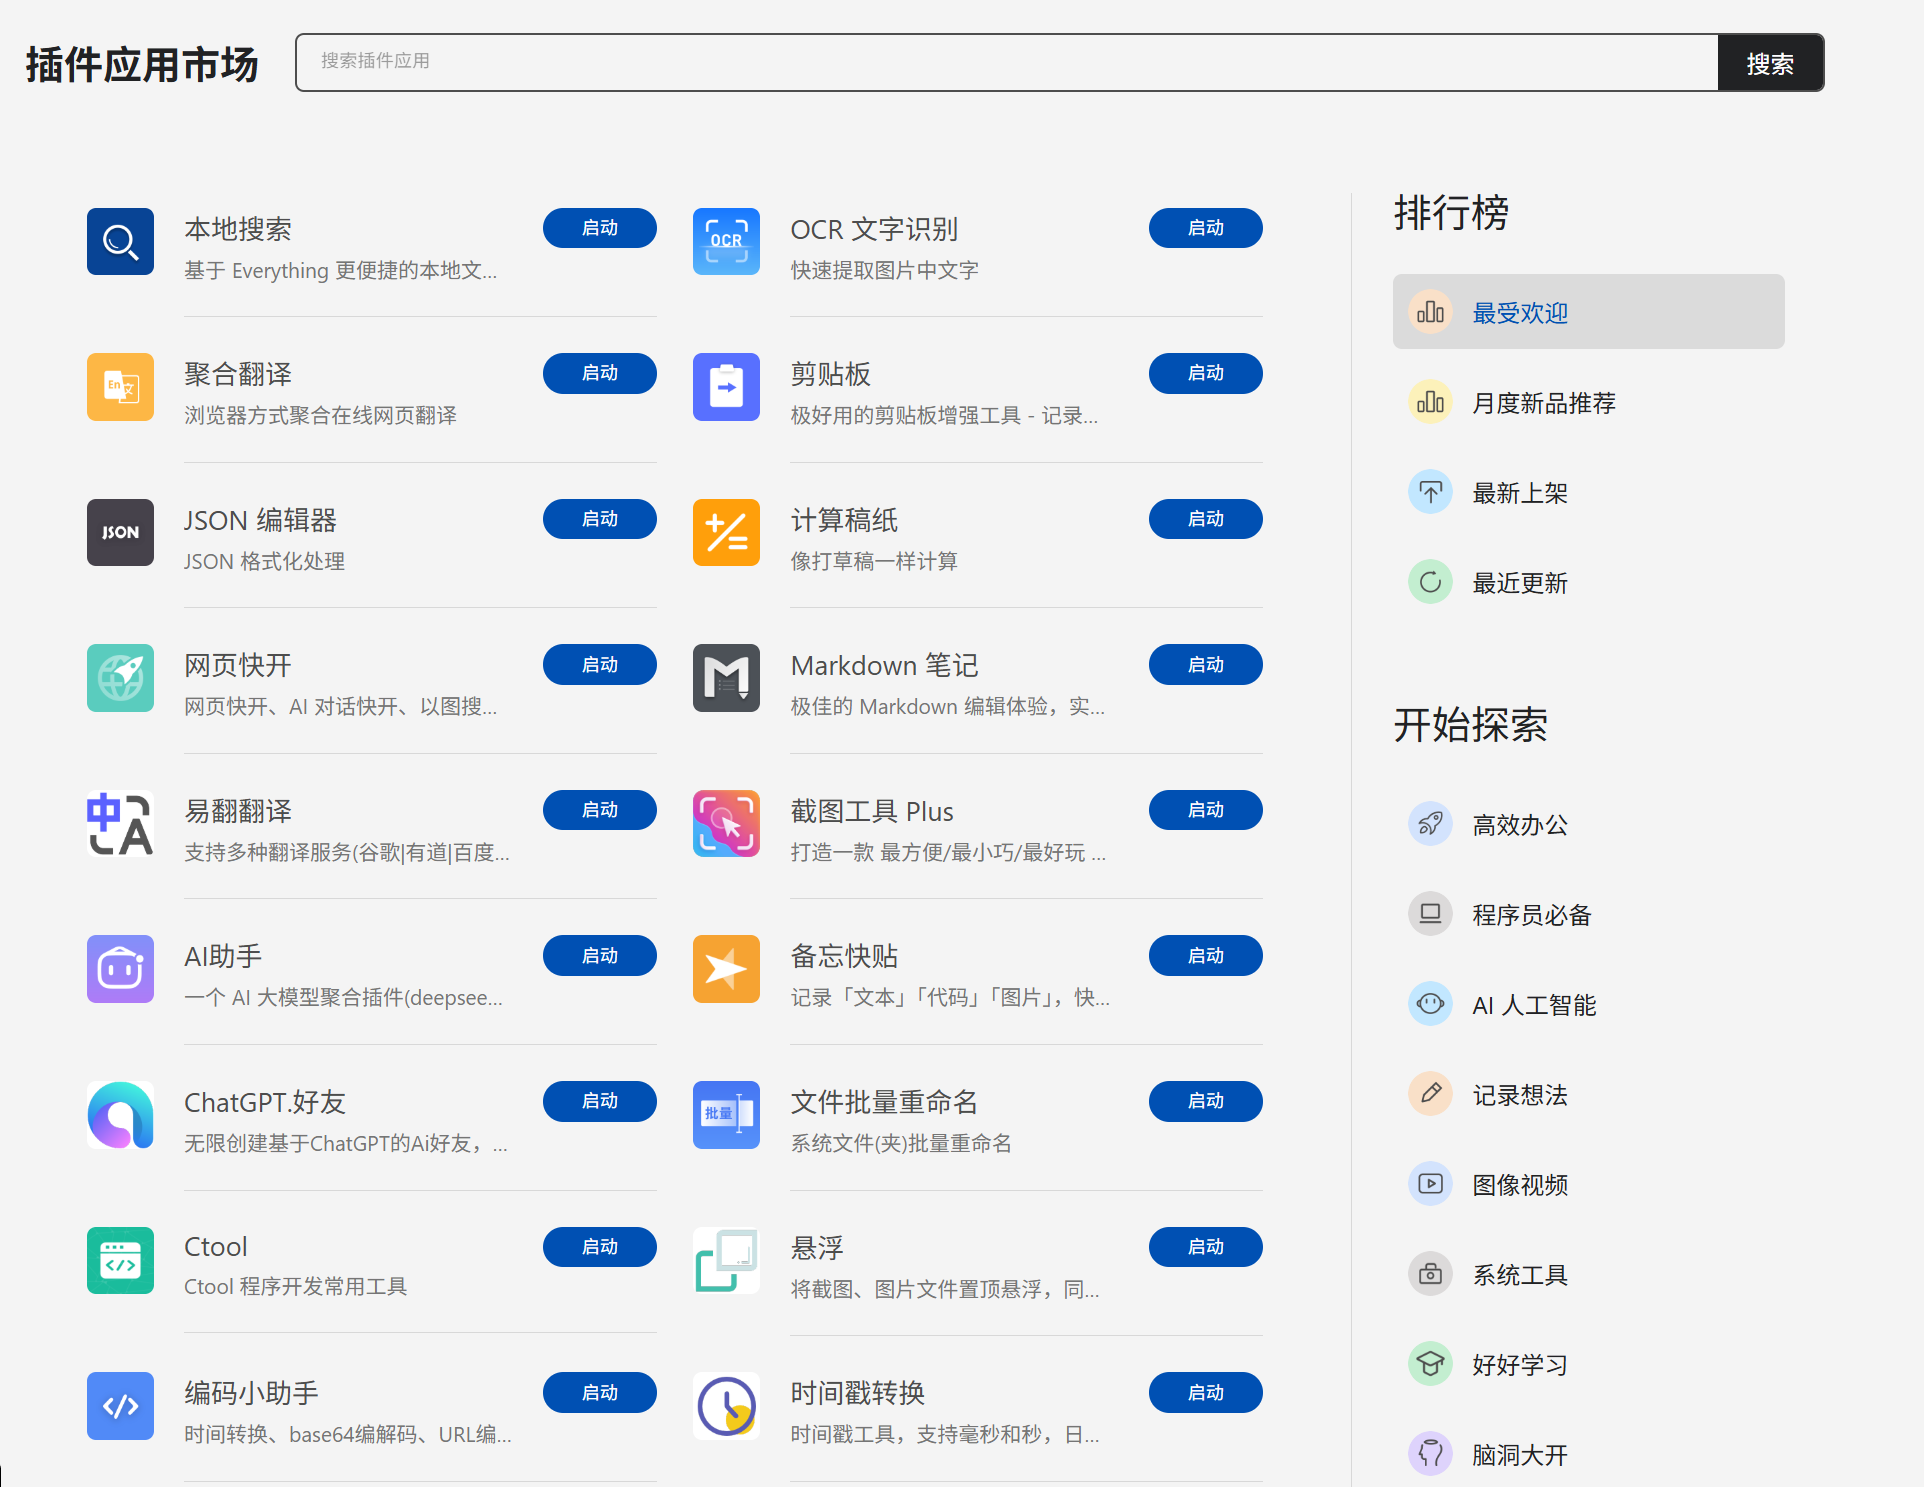 插件应用市场
搜索插件应用
搜索
本地搜索
启动
基于 Everything 更便捷的本地文...
OCR
OCR 文字识别
启动
快速提取图片中文字
En 文
聚合翻译
启动
浏览器方式聚合在线网页翻译
剪贴板
启动
极好用的剪贴板增强工具 - 记录...
JSON
JSON 编辑器
启动
JSON 格式化处理
计算稿纸
启动
像打草稿一样计算
网页快开
启动
网页快开、AI 对话快开、以图搜...
Markdown 笔记
启动
极佳的 Markdown 编辑体验，实...
中A
易翻翻译
启动
支持多种翻译服务(谷歌|有道|百度...
截图工具 Plus
启动
打造一款 最方便/最小巧/最好玩 ...
AI助手
启动
一个 AI 大模型聚合插件(deepsee...
备忘快贴
启动
记录「文本」「代码」「图片」，快...
ChatGPT.好友
启动
无限创建基于ChatGPT的Ai好友，...
批量
文件批量重命名
启动
系统文件(夹)批量重命名
Ctool
启动
Ctool 程序开发常用工具
悬浮
启动
将截图、图片文件置顶悬浮，同...
编码小助手
启动
时间转换、base64编解码、URL编...
时间戳转换
启动
时间戳工具，支持毫秒和秒，日...
排行榜
最受欢迎
月度新品推荐
最新上架
最近更新
开始探索
高效办公
程序员必备
AI 人工智能
记录想法
图像视频
系统工具
好好学习
脑洞大开